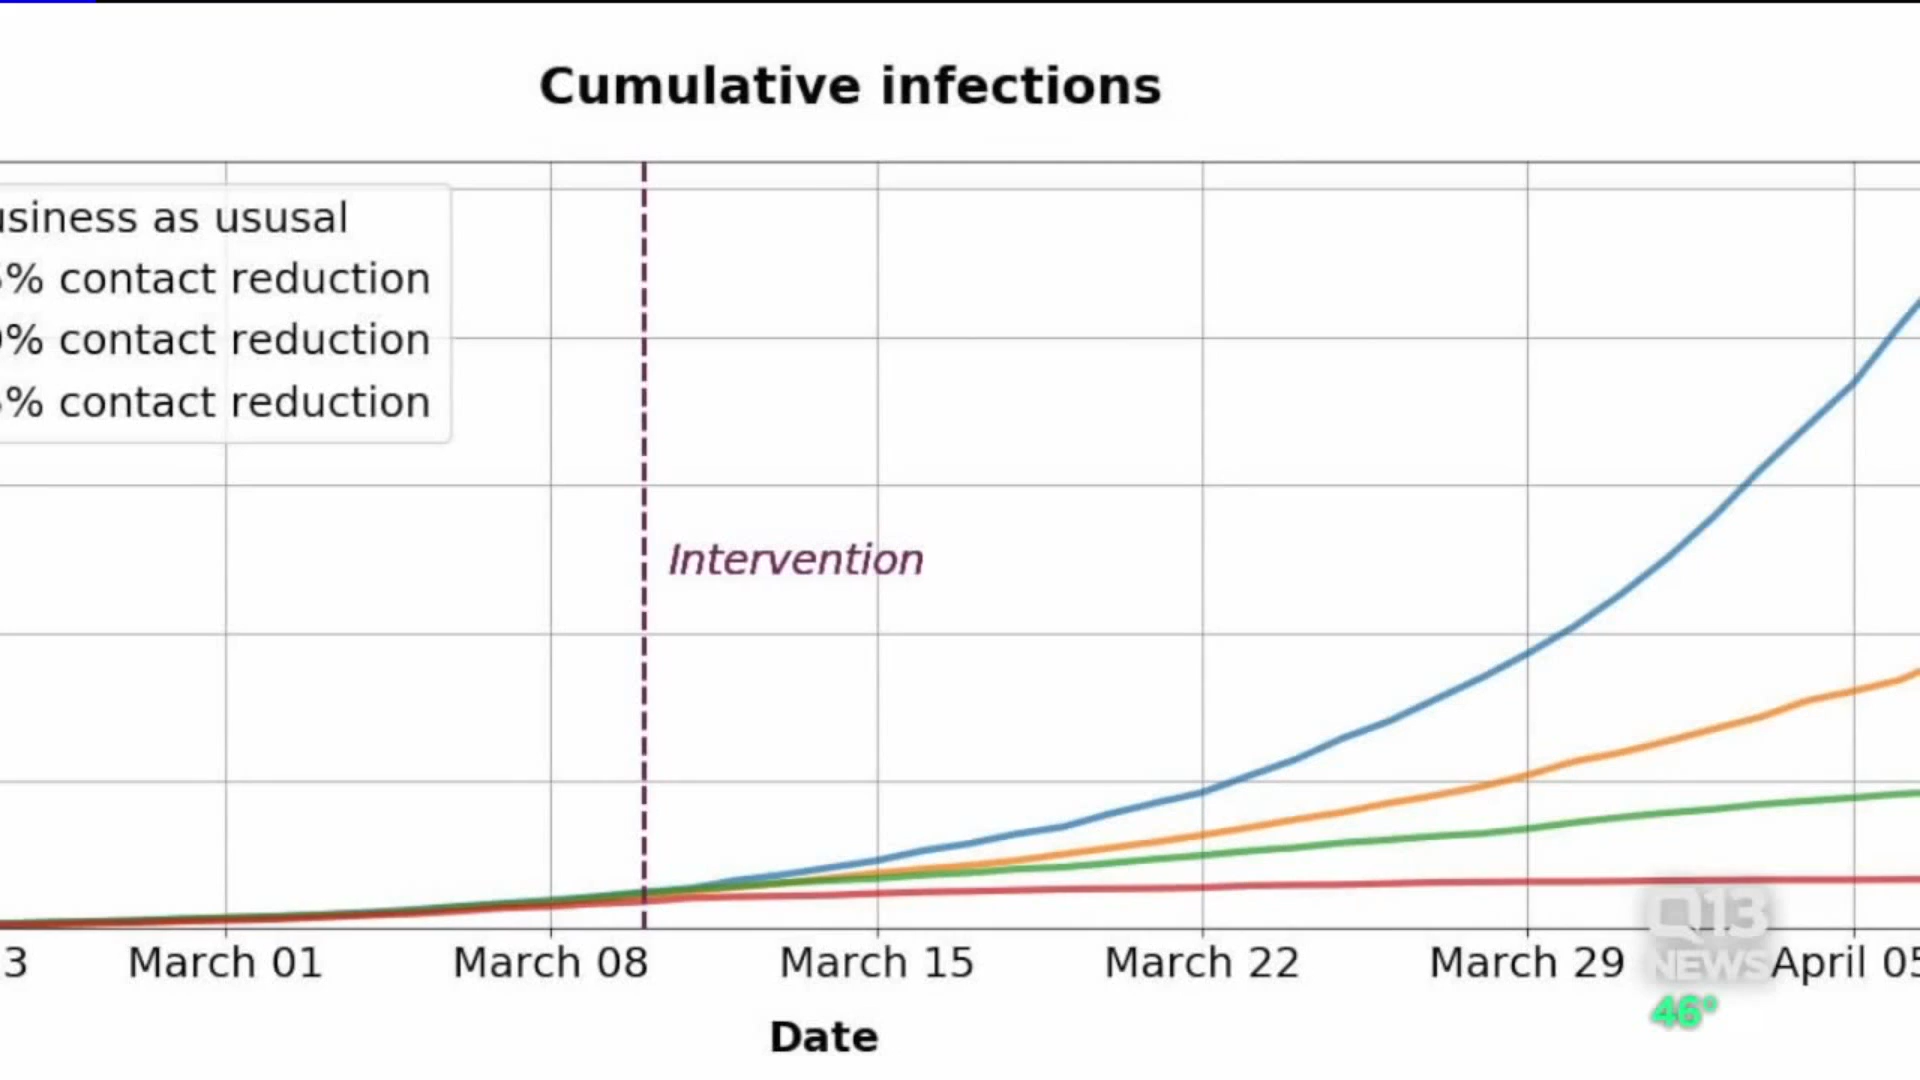 Cumulative infections
usiness as ususal
% contact reduction
% contact reduction
% contact reduction
Intervention
3
March 01
March 08
March 15
March 22
March 29
April 05
Date
Q13
NEWS
46°